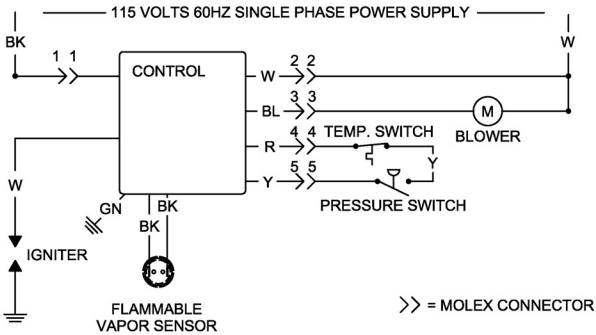 115 VOLTS 60HZ SINGLE PHASE POWER SUPPLY
BK
W
1 1
CONTROL
W
2 2
BL
3 3
M
BLOWER
R
4 4
TEMP. SWITCH
Y
Y
5 5
PRESSURE SWITCH
W
GN
BK
BK
IGNITER
FLAMMABLE
VAPOR SENSOR
= MOLEX CONNECTOR